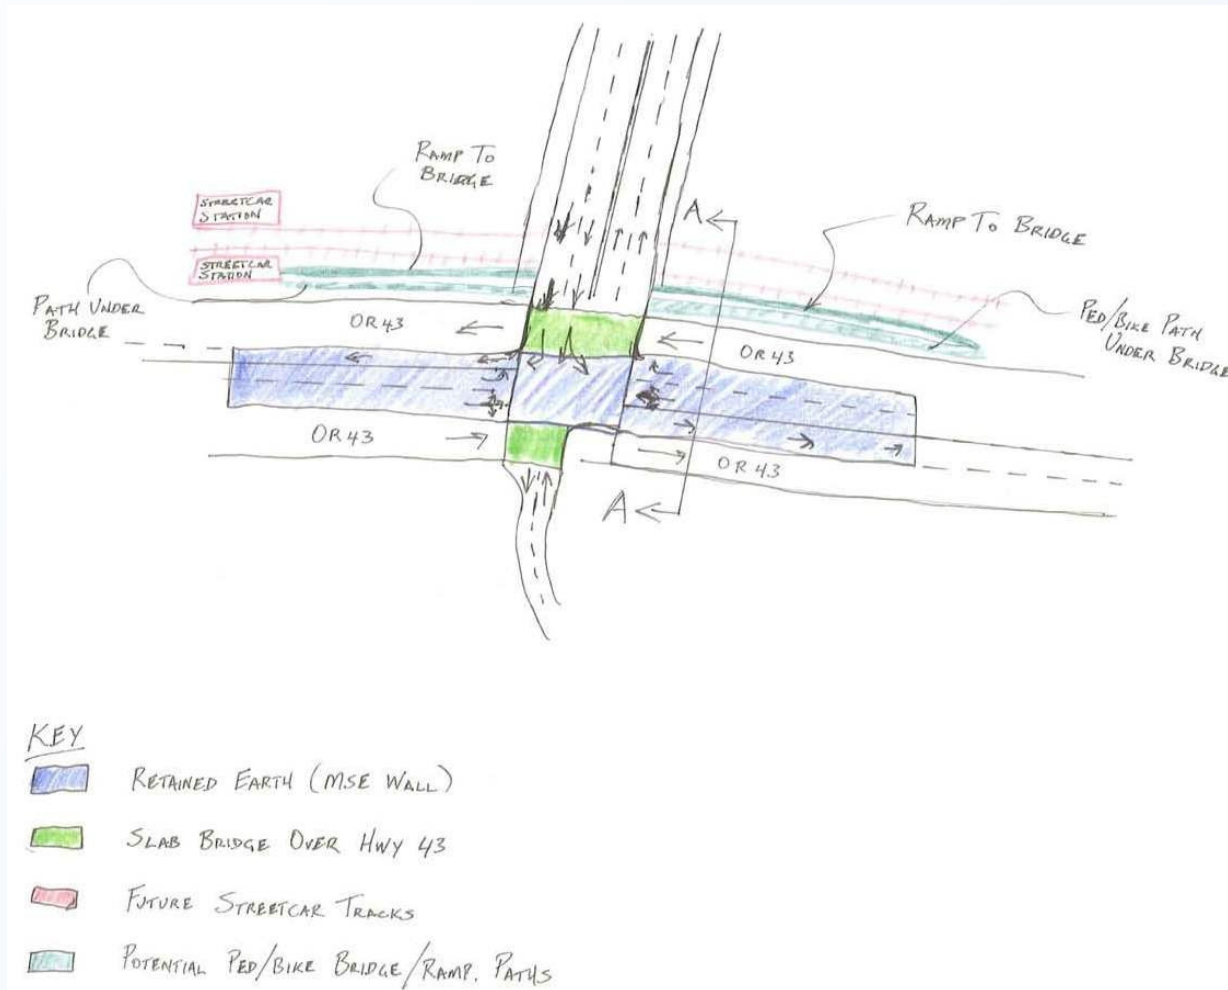 RAMP TO
BRIDGE
STREETCAR
STATION
A
RAMP TO BRIDGE
STREETCAR
STATION
PATH UNDER
BRIDGE
PED/BIKE PATH
UNDER BRIDGE
OR 43
OR 43
OR 43
OR 43
A
KEY
RETAINED EARTH (MSE WALL)
SLAB BRIDGE OVER HWY 43
FUTURE STREETCAR TRACKS
POTENTIAL PED/BIKE BRIDGE/RAMP. PATHS